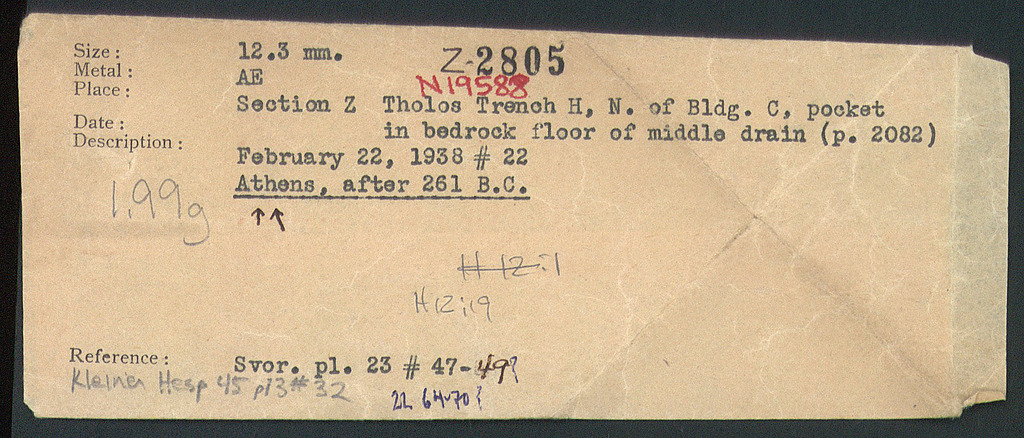 Size : 12.3 mm. Z-2805
Metal : AE N19588
Place : Section Z Tholos Trench H, N. of Bldg. C, pocket
in bedrock floor of middle drain (p. 2082)
Date : February 22, 1938 # 22
Description : Athens, after 261 B.C.
1.99g ↑↖
H 12:1
H12:19
Reference : Svor. pl. 23 # 47-49?
Kleiner Hesp 45 pl3 # 32
22 64-70?